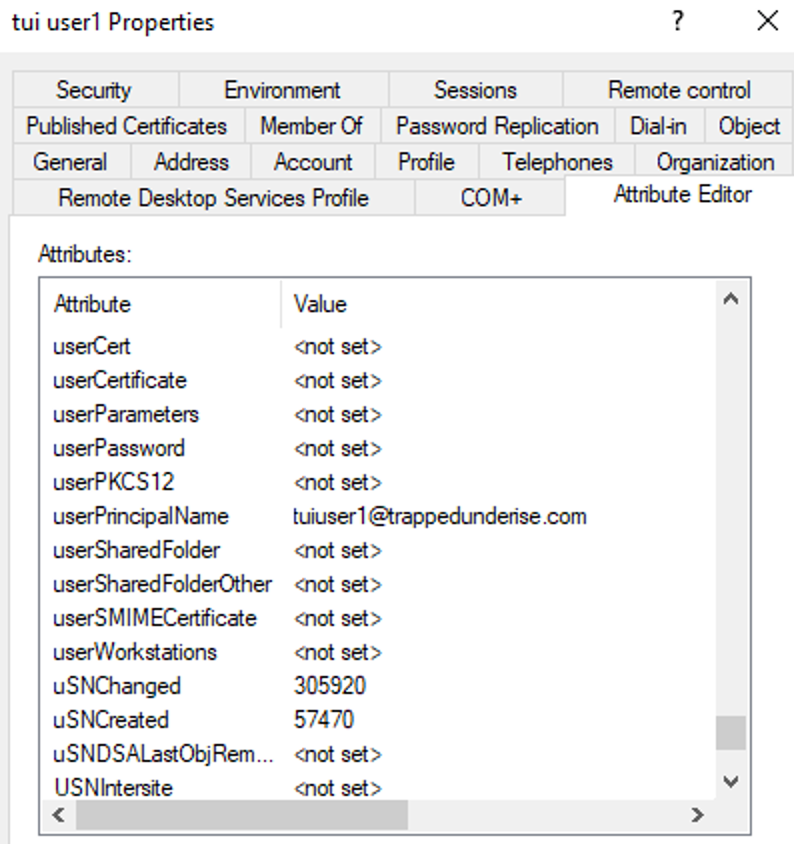 tui user1 Properties ?
Security Environment Sessions Remote control
Published Certificates Member Of Password Replication Dial-in Object
General Address Account Profile Telephones Organization
Remote Desktop Services Profile COM+ Attribute Editor
Attributes:
Attribute Value
userCert <not set>
userCertificate <not set>
userParameters <not set>
userPassword <not set>
userPKCS12 <not set>
userPrincipalName tuiuser1@trappedunderise.com
userSharedFolder <not set>
userSharedFolderOther <not set>
userSMIMECertificate <not set>
userWorkstations <not set>
uSNChanged 305920
uSNCreated 57470
uSNDSALastObjRem... <not set>
USNIntersite <not set>